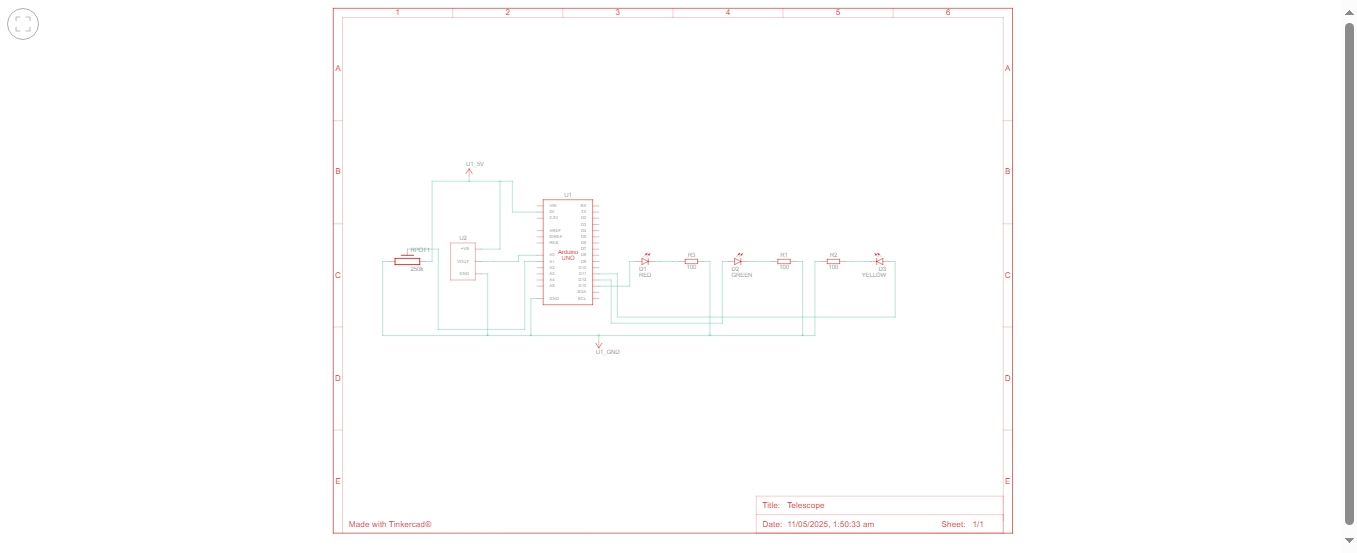 1 2 3 4 5 6
A A
U1_5V
B B
U1
VIN
5V
3.3V
AREF
IOREF
RES
A0
A1
A2
A3
A4
A5
GND
RX
TX
D2
D3
D4
D5
D6
D7
D8
D9
D10
D11
D12
D13
SDA
SCL
Arduino
UNO
U2
+VS
VOUT
GND
RPOT1
250k
C C
D1
RED
R3
100
D2
GREEN
R1
100
R2
100
D3
YELLOW
U1_GND
D D
E E
Title: Telescope
Made with Tinkercad®
Date: 11/05/2025, 1:50:33 am Sheet: 1/1